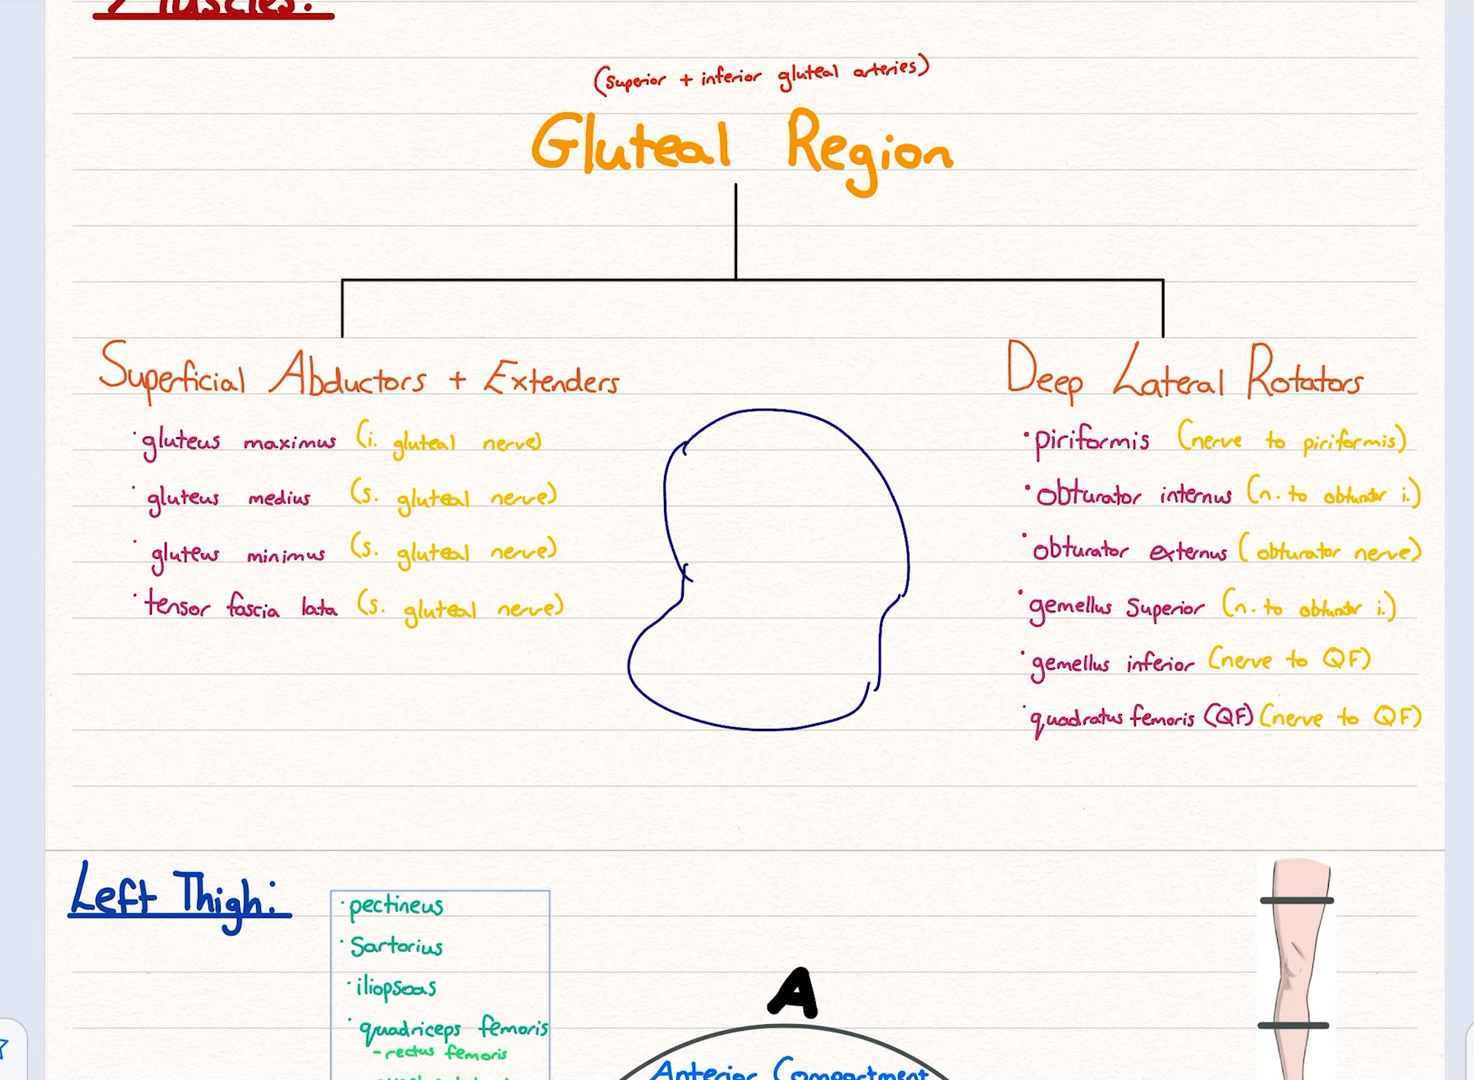 Muscles:
(superior + inferior gluteal arteries)
Gluteal Region
Superficial Abductors + Extenders
·gluteus maximus (i. gluteal nerve)
·gluteus medius (s. gluteal nerve)
·gluteus minimus (s. gluteal nerve)
·tensor fascia lata (s. gluteal nerve)
Deep Lateral Rotators
·piriformis (nerve to piriformis)
·obturator internus (n. to obturator i.)
·obturator externus (obturator nerve)
·gemellus superior (n. to obturator i.)
·gemellus inferior (nerve to QF)
·quadratus femoris (QF) (nerve to QF)
Left Thigh:
·pectineus
·Sartorius
·iliopsoas
·quadriceps femoris
-rectus femoris
A
Anterior Compartment